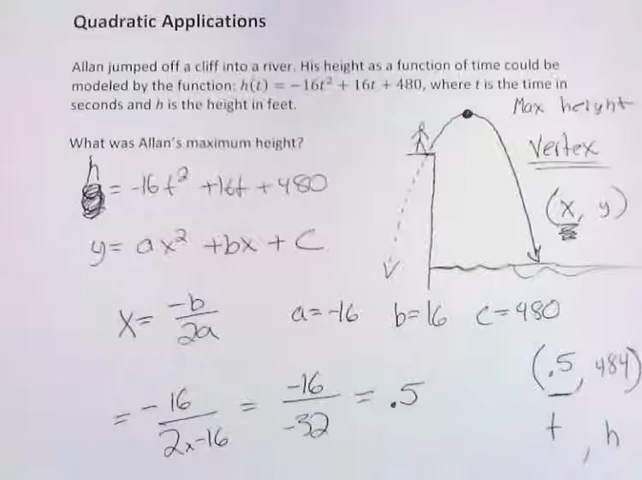 Quadratic Applications
Allan jumped off a cliff into a river. His height as a function of time could be
modeled by the function: h(t) = −16t² + 16t + 480, where t is the time in
seconds and h is the height in feet.
Max height
What was Allan's maximum height?
Vertex
h = -16t² +16t + 480
(x, y)
y = ax² + bx + C
X = -b/2a
a = -16 b = 16 c = 480
(.5, 484)
= -16/2x-16 = -16/-32 = .5
t, h